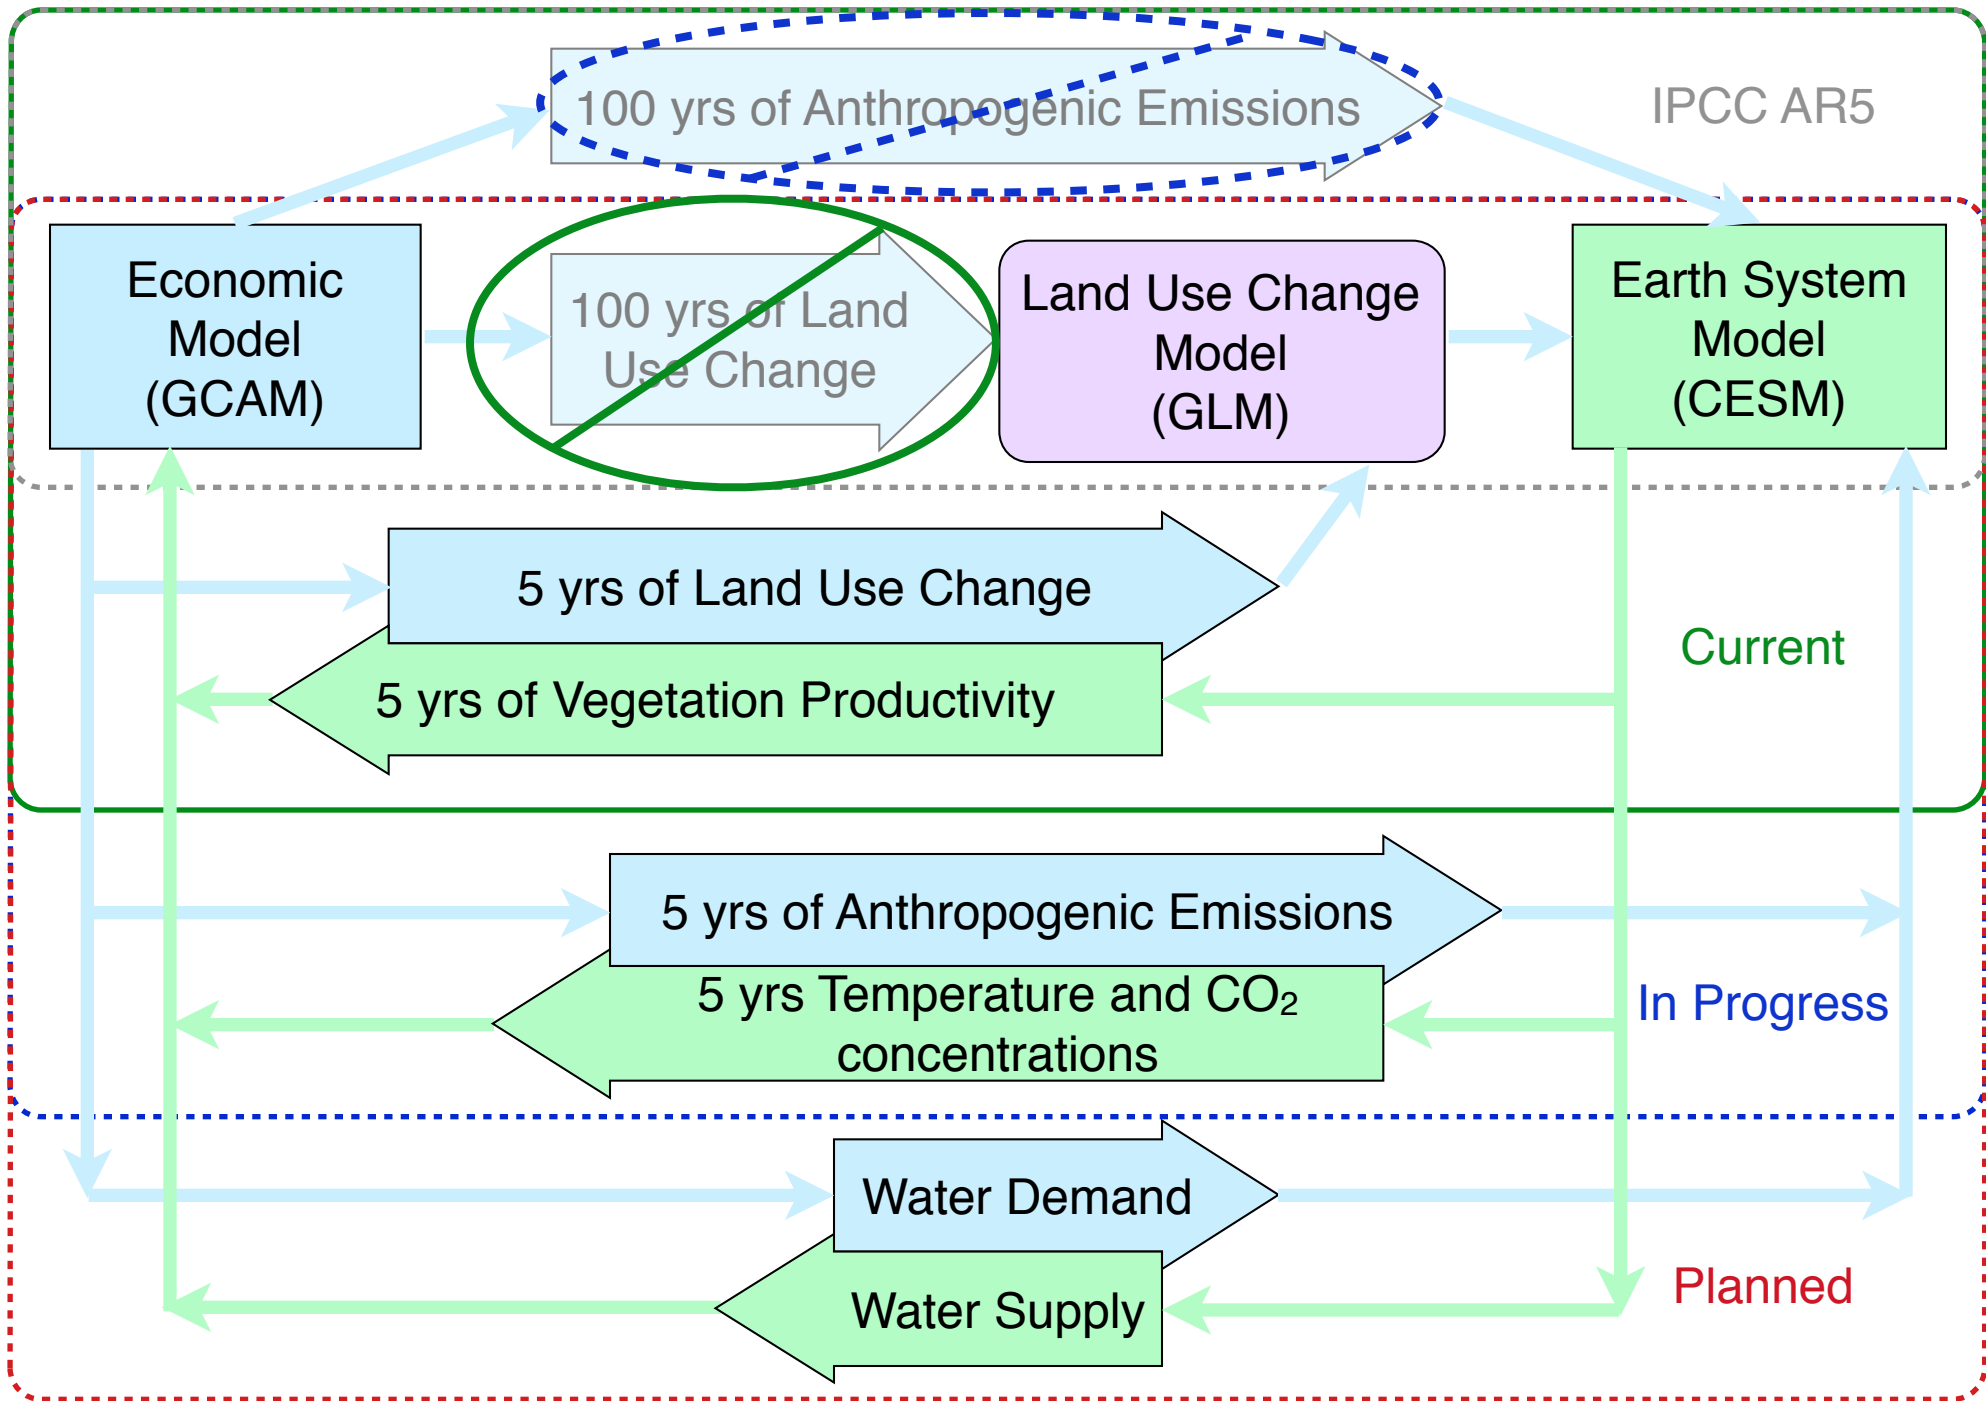 100 yrs of Anthropogenic Emissions
IPCC AR5
Economic
Model
(GCAM)
100 yrs of Land
Use Change
Land Use Change
Model
(GLM)
Earth System
Model
(CESM)
5 yrs of Land Use Change
Current
5 yrs of Vegetation Productivity
5 yrs of Anthropogenic Emissions
5 yrs Temperature and CO₂
concentrations
In Progress
Water Demand
Planned
Water Supply